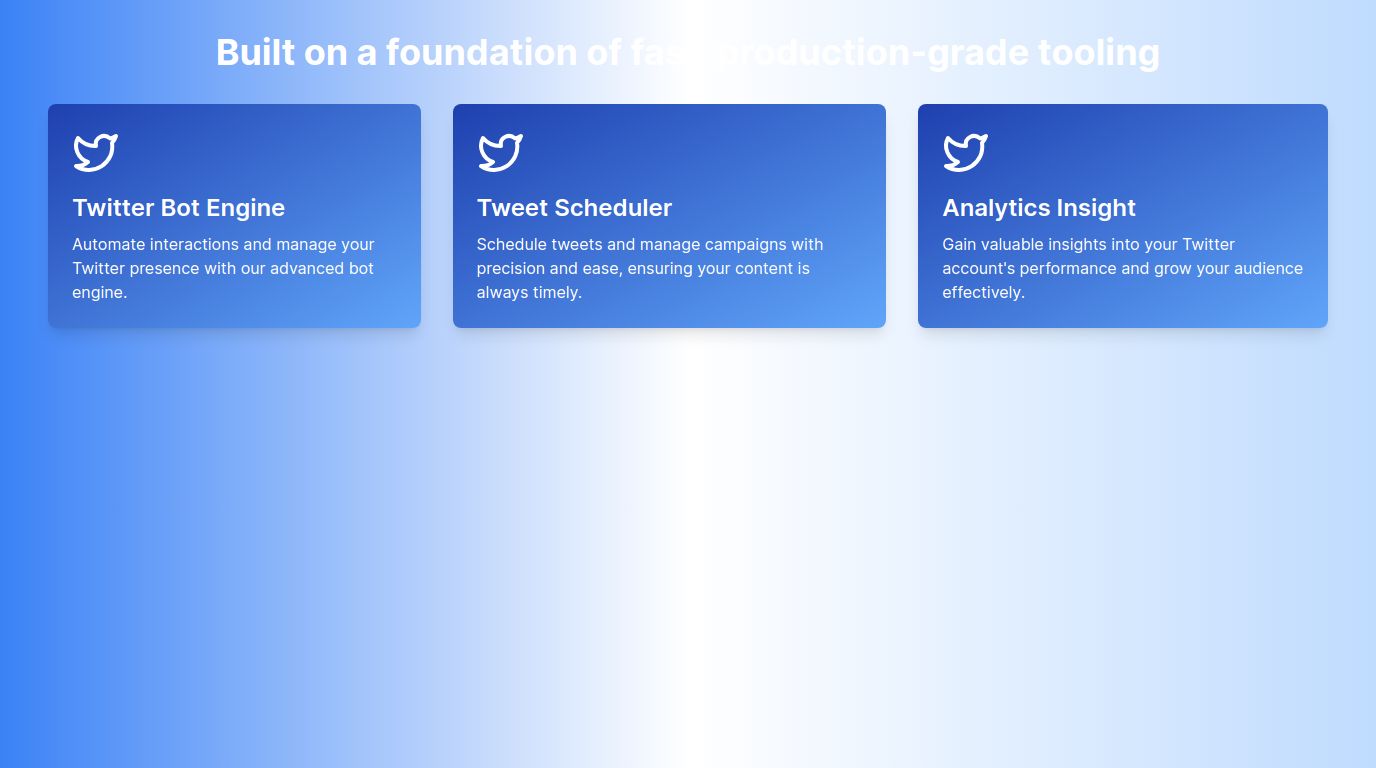 Built on a foundation of fast, production-grade tooling
Twitter Bot Engine
Automate interactions and manage your
Twitter presence with our advanced bot
engine.
Tweet Scheduler
Schedule tweets and manage campaigns with
precision and ease, ensuring your content is
always timely.
Analytics Insight
Gain valuable insights into your Twitter
account's performance and grow your audience
effectively.